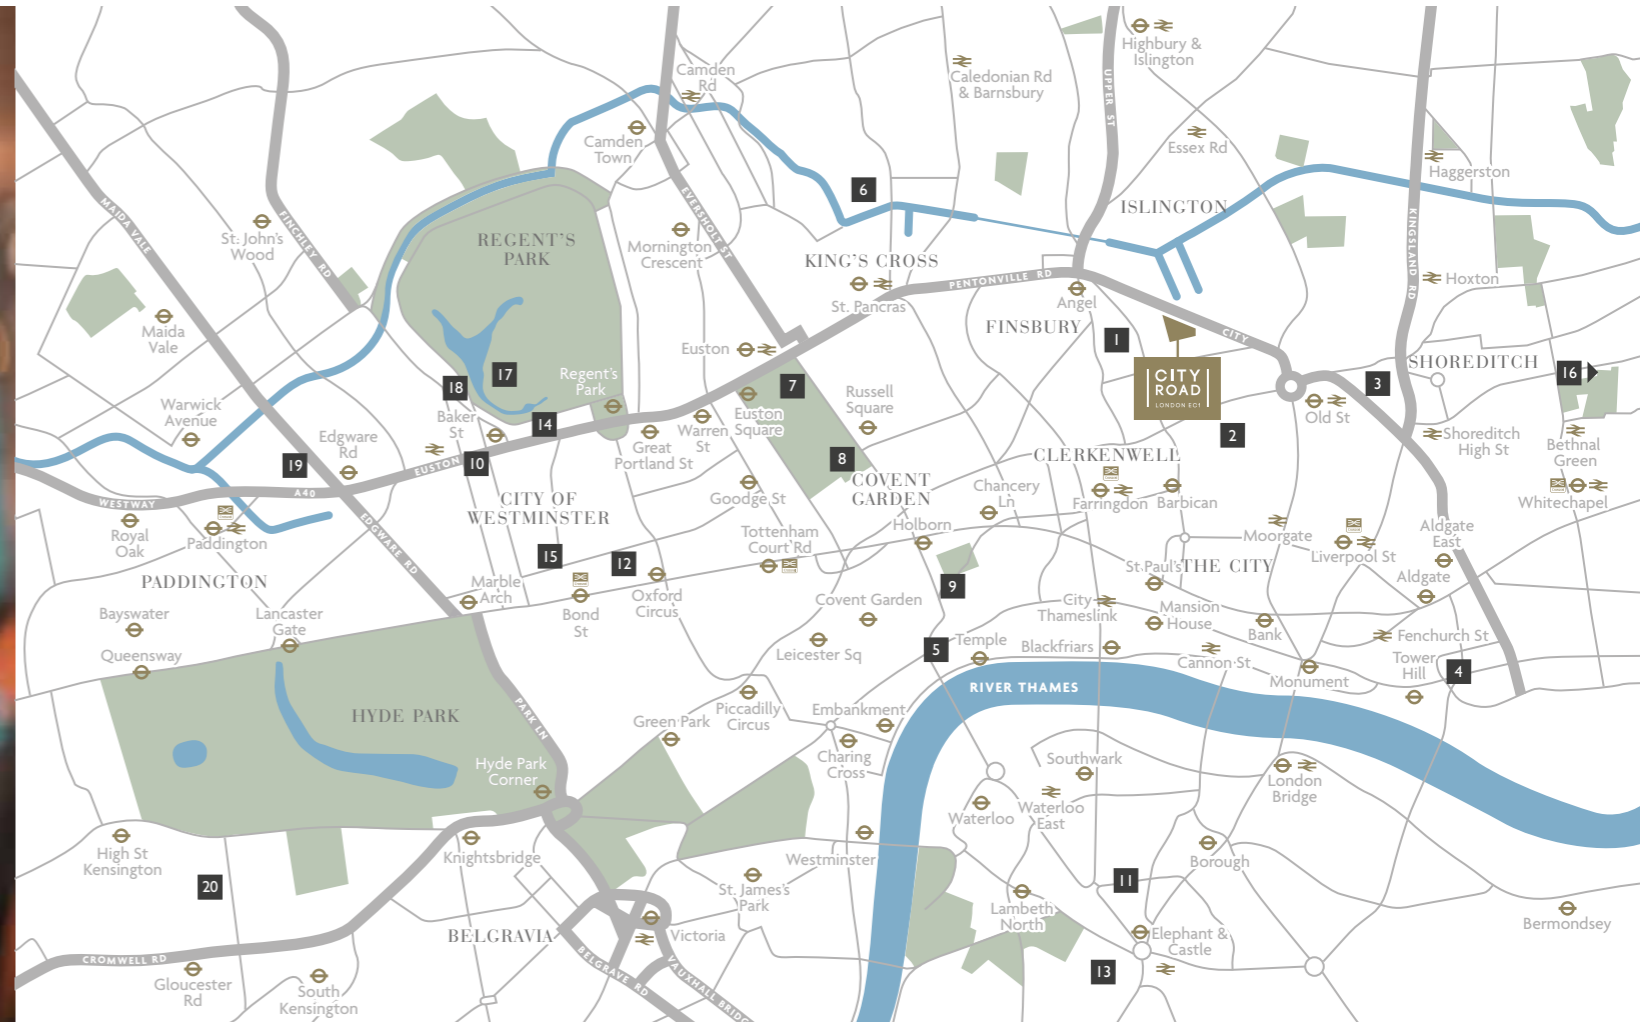 Highbury &
Islington
Camden
Rd
Caledonian Rd
& Barnsbury
UPPER ST
Camden
Town
Essex Rd
Haggerston
6
MAIDA VALE
FINCHLEY RD
EVERSHOLT ST
ISLINGTON
St. John's
Wood
REGENT'S
PARK
Mornington
Crescent
KING'S CROSS
KINGSLAND RD
PENTONVILLE RD
Hoxton
St. Pancras
Angel
Maida
Vale
FINSBURY
1
CITY
Euston
SHOREDITCH
CITY
ROAD
LONDON EC1
16
17
18
Regent's
Park
7
3
Russell
Square
Warwick
Avenue
Baker
St
14
Euston
Square
Old St
Warren
St
2
Edgware
Rd
Great
Portland St
Shoreditch
High St
Bethnal
Green
19
EUSTON
10
8
CLERKENWELL
WESTWAY
A40
CITY OF
WESTMINSTER
Goodge St
COVENT
GARDEN
Chancery
Ln
Farringdon
Barbican
Whitechapel
Royal
Oak
Paddington
EDGWARE RD
Tottenham
Court Rd
Holborn
Moorgate
Liverpool St
Aldgate
East
15
12
PADDINGTON
Marble
Arch
9
St.Paul's
THE CITY
Aldgate
Bayswater
Lancaster
Gate
Bond
St
Oxford
Circus
Covent Garden
City
Thameslink
Mansion
House
Bank
Fenchurch St
Queensway
Leicester Sq
5
Temple
Blackfriars
Cannon St
Tower
Hill
4
Monument
RIVER THAMES
HYDE PARK
PARK LN
Green Park
Piccadilly
Circus
Embankment
Charing
Cross
Hyde Park
Corner
Southwark
London
Bridge
Waterloo
Waterloo
East
High St
Kensington
Knightsbridge
Westminster
Borough
20
St. James's
Park
11
Lambeth
North
Bermondsey
BELGRAVIA
Victoria
Elephant &
Castle
CROMWELL RD
Gloucester
Rd
South
Kensington
BELGRAVE RD
VAUXHALL BRIDG
13